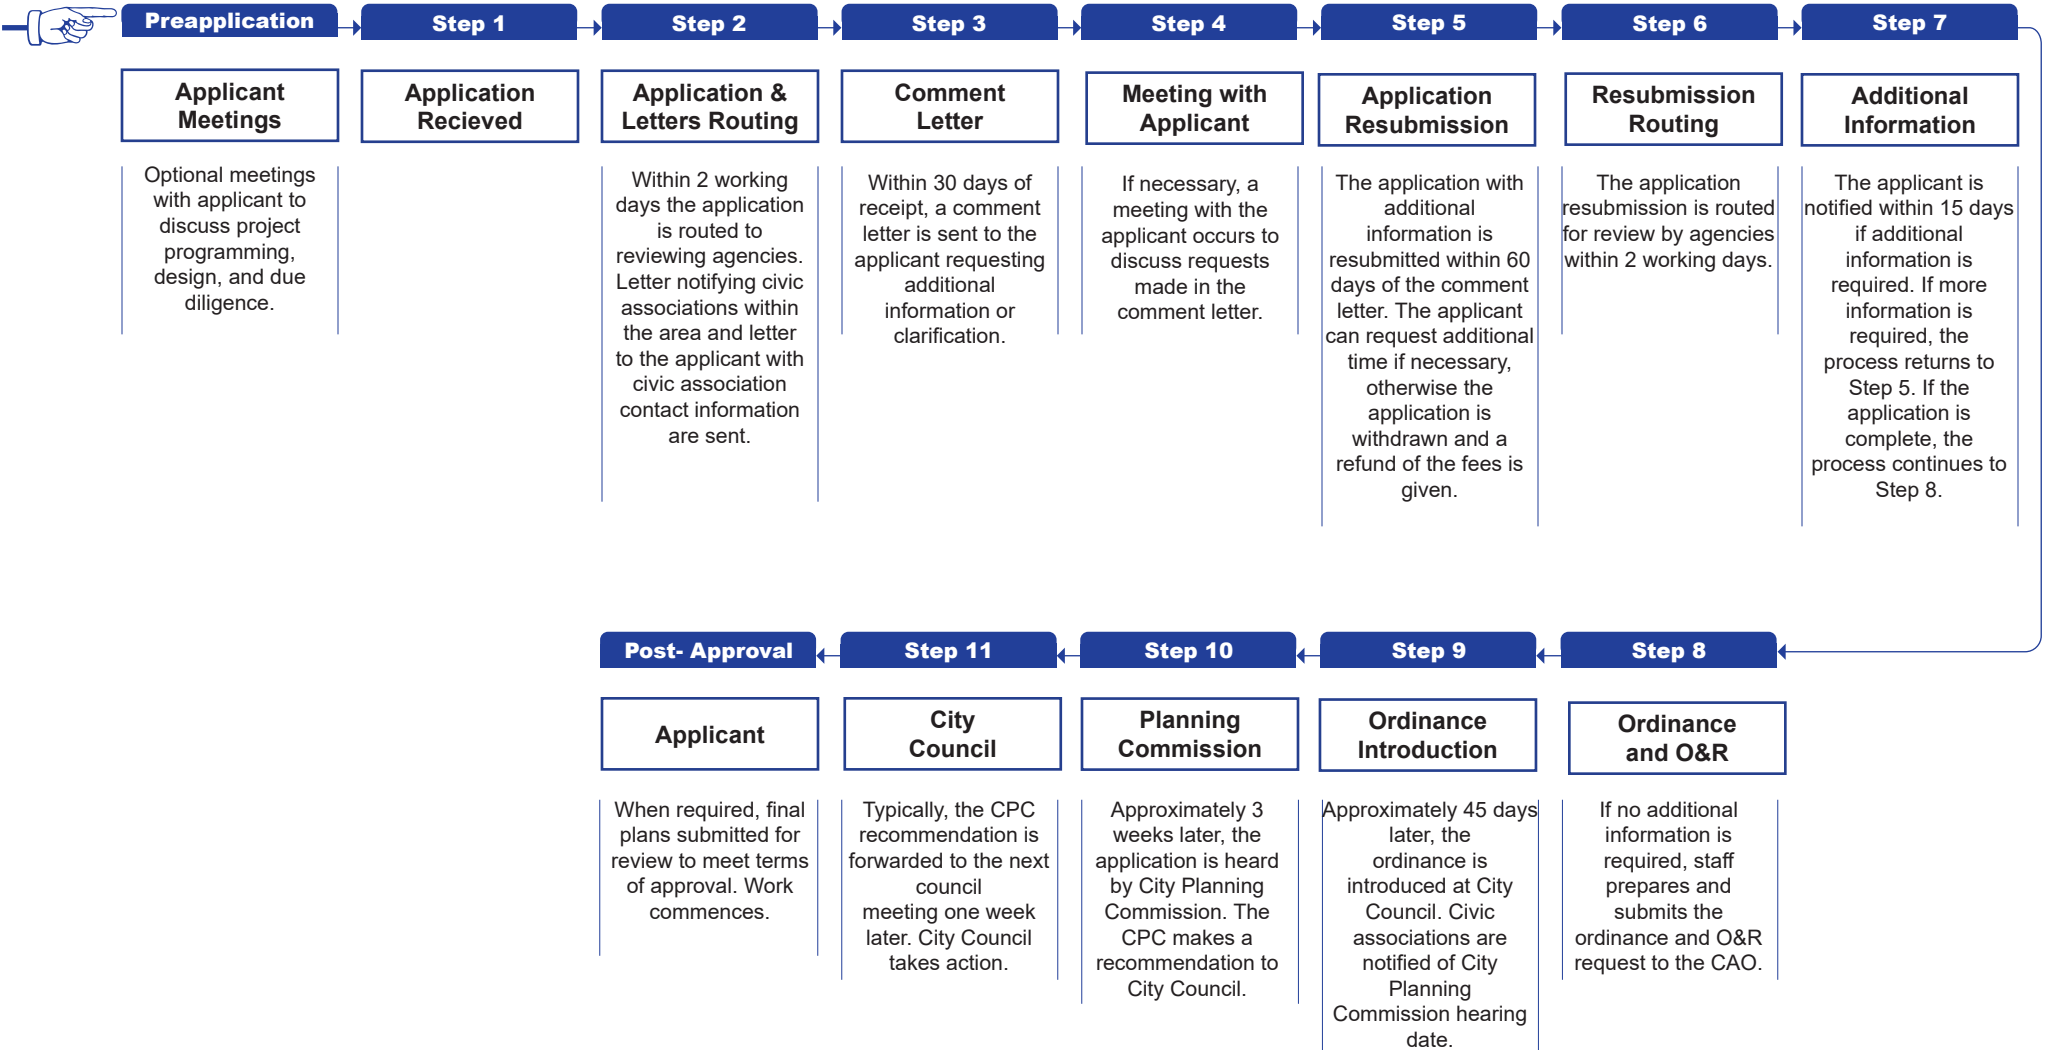 Preapplication
Applicant
Meetings
Optional meetings
with applicant to
discuss project
programming,
design, and due
diligence.
Step 1
Application
Recieved
Step 2
Application &
Letters Routing
Within 2 working
days the application
is routed to
reviewing agencies.
Letter notifying civic
associations within
the area and letter
to the applicant with
civic association
contact information
are sent.
Step 3
Comment
Letter
Within 30 days of
receipt, a comment
letter is sent to the
applicant requesting
additional
information or
clarification.
Step 4
Meeting with
Applicant
If necessary, a
meeting with the
applicant occurs to
discuss requests
made in the
comment letter.
Step 5
Application
Resubmission
The application with
additional
information is
resubmitted within 60
days of the comment
letter. The applicant
can request additional
time if necessary,
otherwise the
application is
withdrawn and a
refund of the fees is
given.
Step 6
Resubmission
Routing
The application
resubmission is routed
for review by agencies
within 2 working days.
Step 7
Additional
Information
The applicant is
notified within 15 days
if additional
information is
required. If more
information is
required, the
process returns to
Step 5. If the
application is
complete, the
process continues to
Step 8.
Step 8
Ordinance
and O&R
If no additional
information is
required, staff
prepares and
submits the
ordinance and O&R
request to the CAO.
Step 9
Ordinance
Introduction
Approximately 45 days
later, the
ordinance is
introduced at City
Council. Civic
associations are
notified of City
Planning
Commission hearing
date.
Step 10
Planning
Commission
Approximately 3
weeks later, the
application is heard
by City Planning
Commission. The
CPC makes a
recommendation to
City Council.
Step 11
City
Council
Typically, the CPC
recommendation is
forwarded to the next
council
meeting one week
later. City Council
takes action.
Post- Approval
Applicant
When required, final
plans submitted for
review to meet terms
of approval. Work
commences.